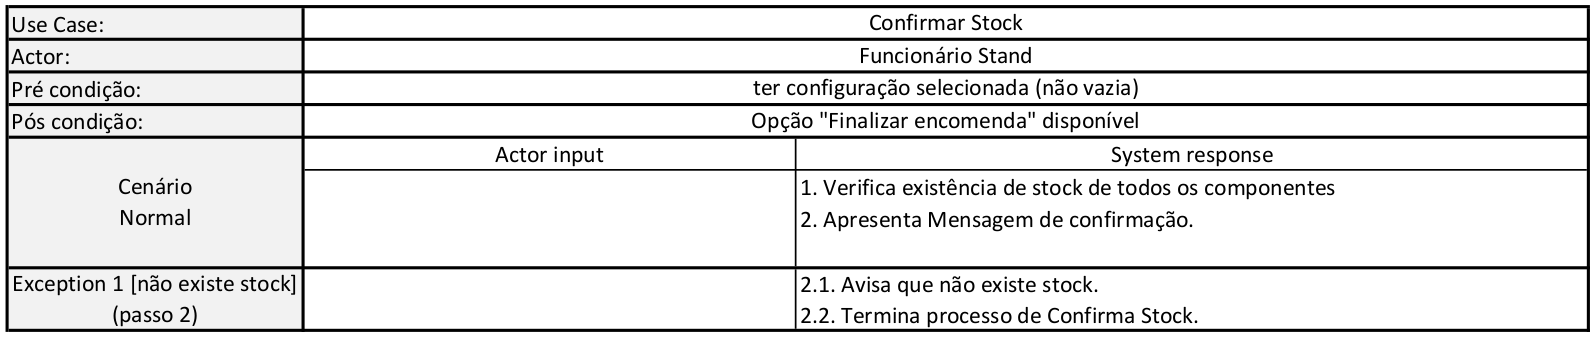 Use Case:
Confirmar Stock
Actor:
Funcionário Stand
Pré condição:
ter configuração selecionada (não vazia)
Pós condição:
Opção "Finalizar encomenda" disponível
Cenário
Normal
Actor input
System response
1. Verifica existência de stock de todos os componentes
2. Apresenta Mensagem de confirmação.
Exception 1 [não existe stock]
(passo 2)
2.1. Avisa que não existe stock.
2.2. Termina processo de Confirma Stock.